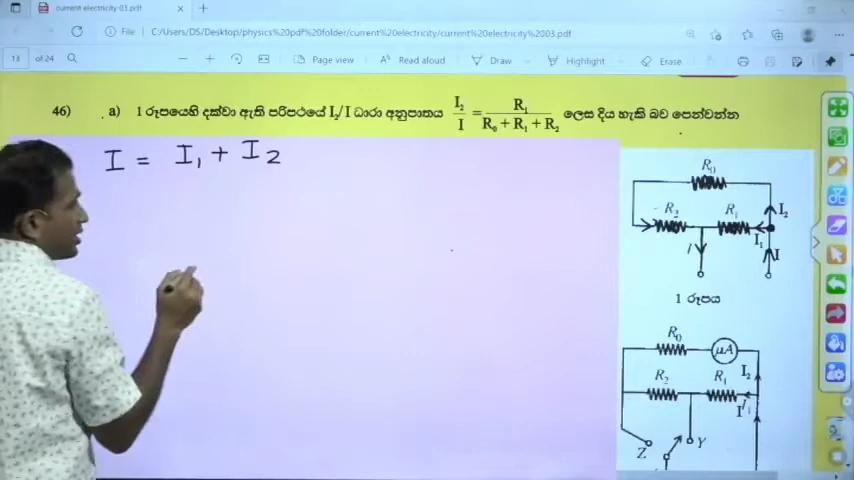 current electricity 03.pdf
File C:/Users/DS/Desktop/physics%20pdf%20folder/current%20electricity/current%20electricity%2003.pdf
13 of 24 Page view Read aloud Draw Highlight Erase
46) a) 1 රූපයෙහි දක්වා ඇති පරිපථයේ I₂/I ධාරා අනුපාතය I₂/I = R₁/(R₀ + R₁ + R₂) ලෙස දිය හැකි බව පෙන්වන්න
I = I₁ + I₂
R₀
I₂
R₂ R₁
I₁
I I
1 රූපය
R₀ μA
I₂
R₂ R₁
I₁
Y
Z